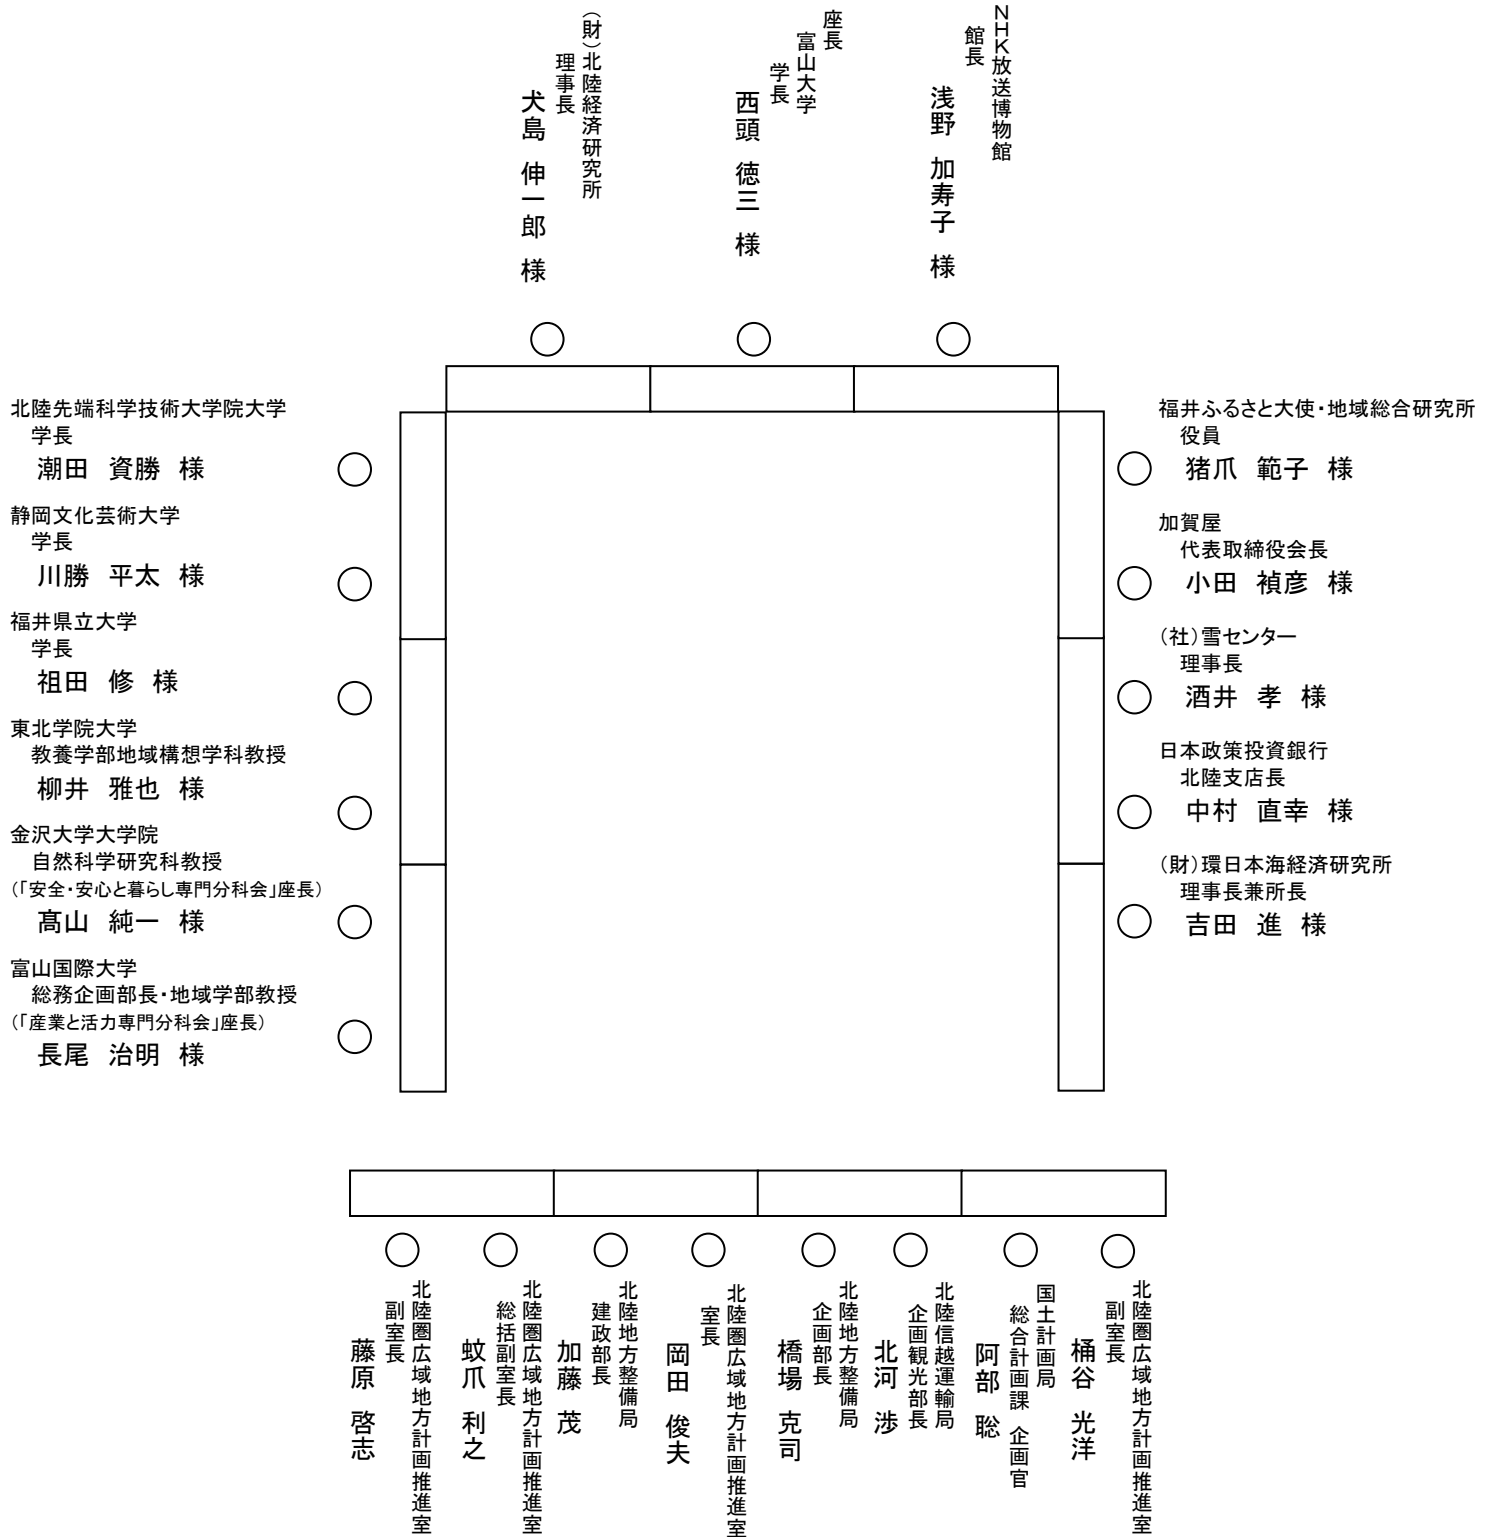 NHK放送博物館
館長
浅野 加寿子 様
座長
富山大学
学長
西頭 徳三 様
(財)北陸経済研究所
理事長
犬島 伸一郎 様
北陸先端科学技術大学院大学
学長
潮田 資勝 様
静岡文化芸術大学
学長
川勝 平太 様
福井県立大学
学長
祖田 修 様
東北学院大学
教養学部地域構想学科教授
柳井 雅也 様
金沢大学大学院
自然科学研究科教授
(「安全・安心と暮らし専門分科会」座長)
髙山 純一 様
富山国際大学
総務企画部長・地域学部教授
(「産業と活力専門分科会」座長)
長尾 治明 様
福井ふるさと大使・地域総合研究所
役員
猪爪 範子 様
加賀屋
代表取締役会長
小田 禎彦 様
(社)雪センター
理事長
酒井 孝 様
日本政策投資銀行
北陸支店長
中村 直幸 様
(財)環日本海経済研究所
理事長兼所長
吉田 進 様
北陸圏広域地方計画推進室
副室長
桶谷 光洋
国土計画局
総合計画課 企画官
阿部 聡
北陸信越運輸局
企画観光部長
北河 渉
北陸地方整備局
企画部長
橋場 克司
北陸圏広域地方計画推進室
室長
岡田 俊夫
北陸地方整備局
建政部長
加藤 茂
北陸圏広域地方計画推進室
総括副室長
蚊爪 利之
北陸圏広域地方計画推進室
副室長
藤原 啓志